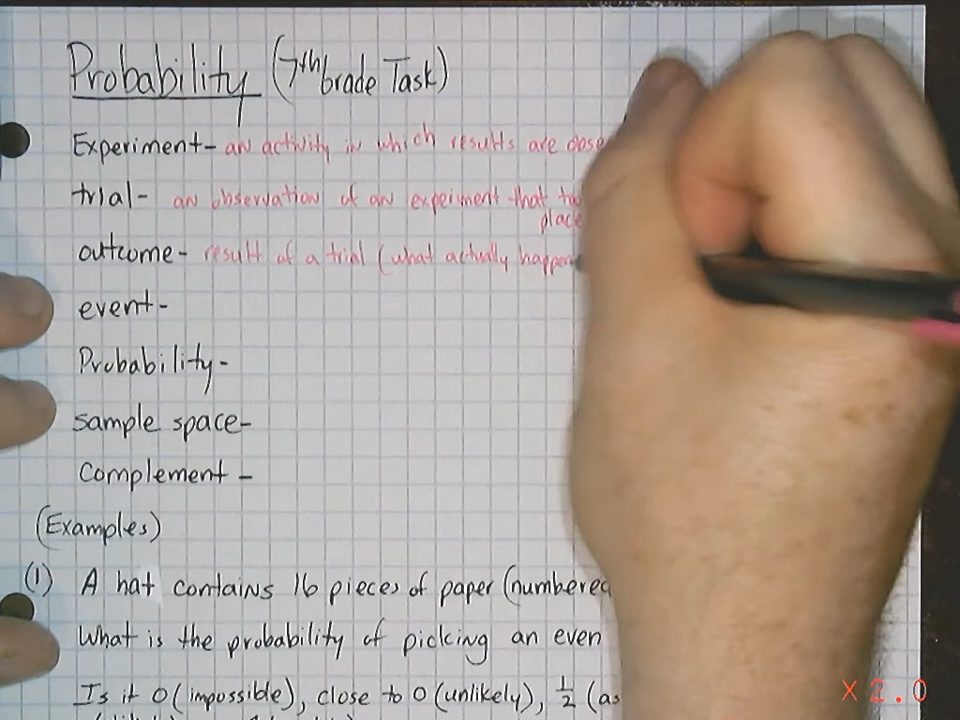 Probability (7th Grade Task)
Experiment- an activity in which results are
trial- an observation of an experiment that
place
outcome- result of a trial (what actually
event-
Probability-
sample space-
Complement -
(Examples)
(1) A hat contains 16 pieces of paper (numbered
What is the probability of picking an even
Is it 0 (impossible), close to 0 (unlikely), 1/2 (as
X2.0